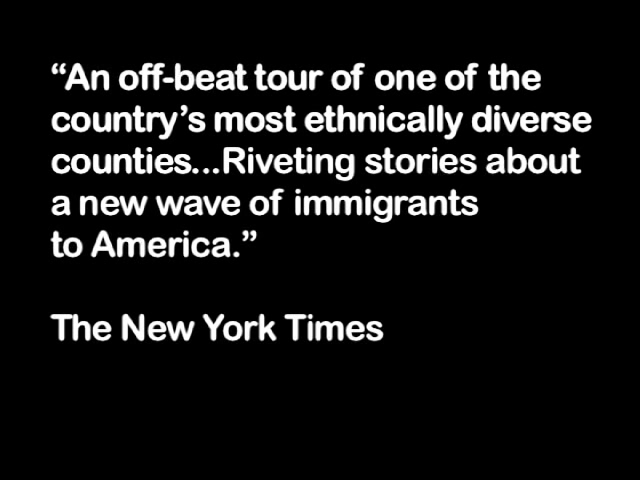 “An off-beat tour of one of the
country’s most ethnically diverse
counties...Riveting stories about
a new wave of immigrants
to America.”
The New York Times